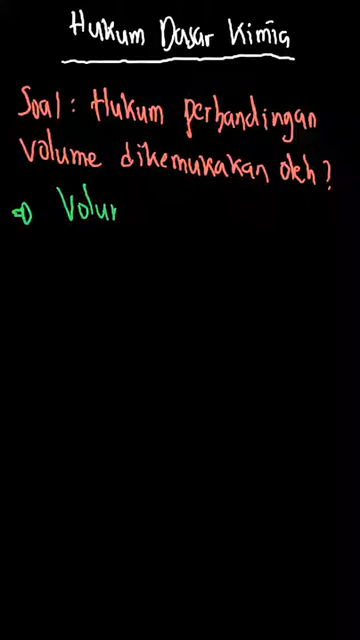 Hukum Dasar Kimia
Soal : Hukum perbandingan
volume dikemukakan oleh ?
⇒ Volur